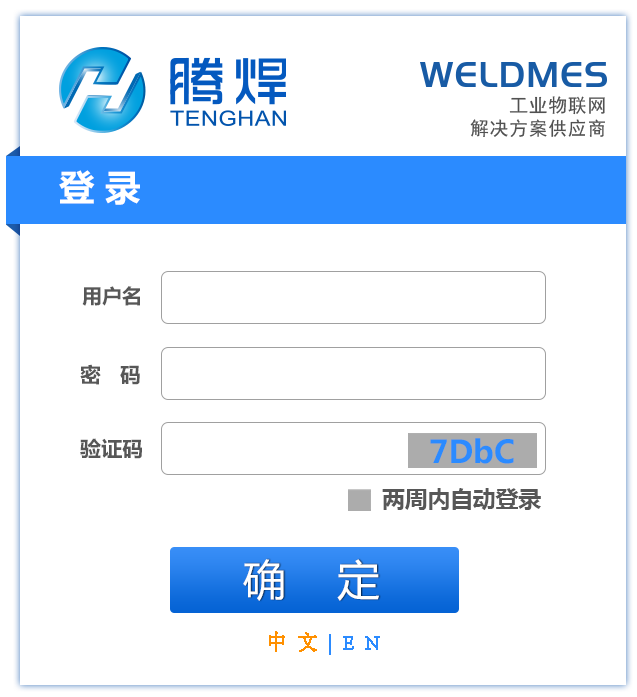 腾焊
TENGHAN
WELDMES
工业物联网
解决方案供应商
登录
用户名
密 码
验证码
7DbC
两周内自动登录
确 定
中 文 | E N